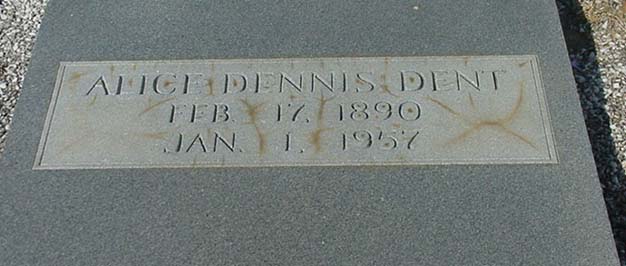 ALICE DENNIS DENT
FEB. 17, 1890
JAN. 1, 1957